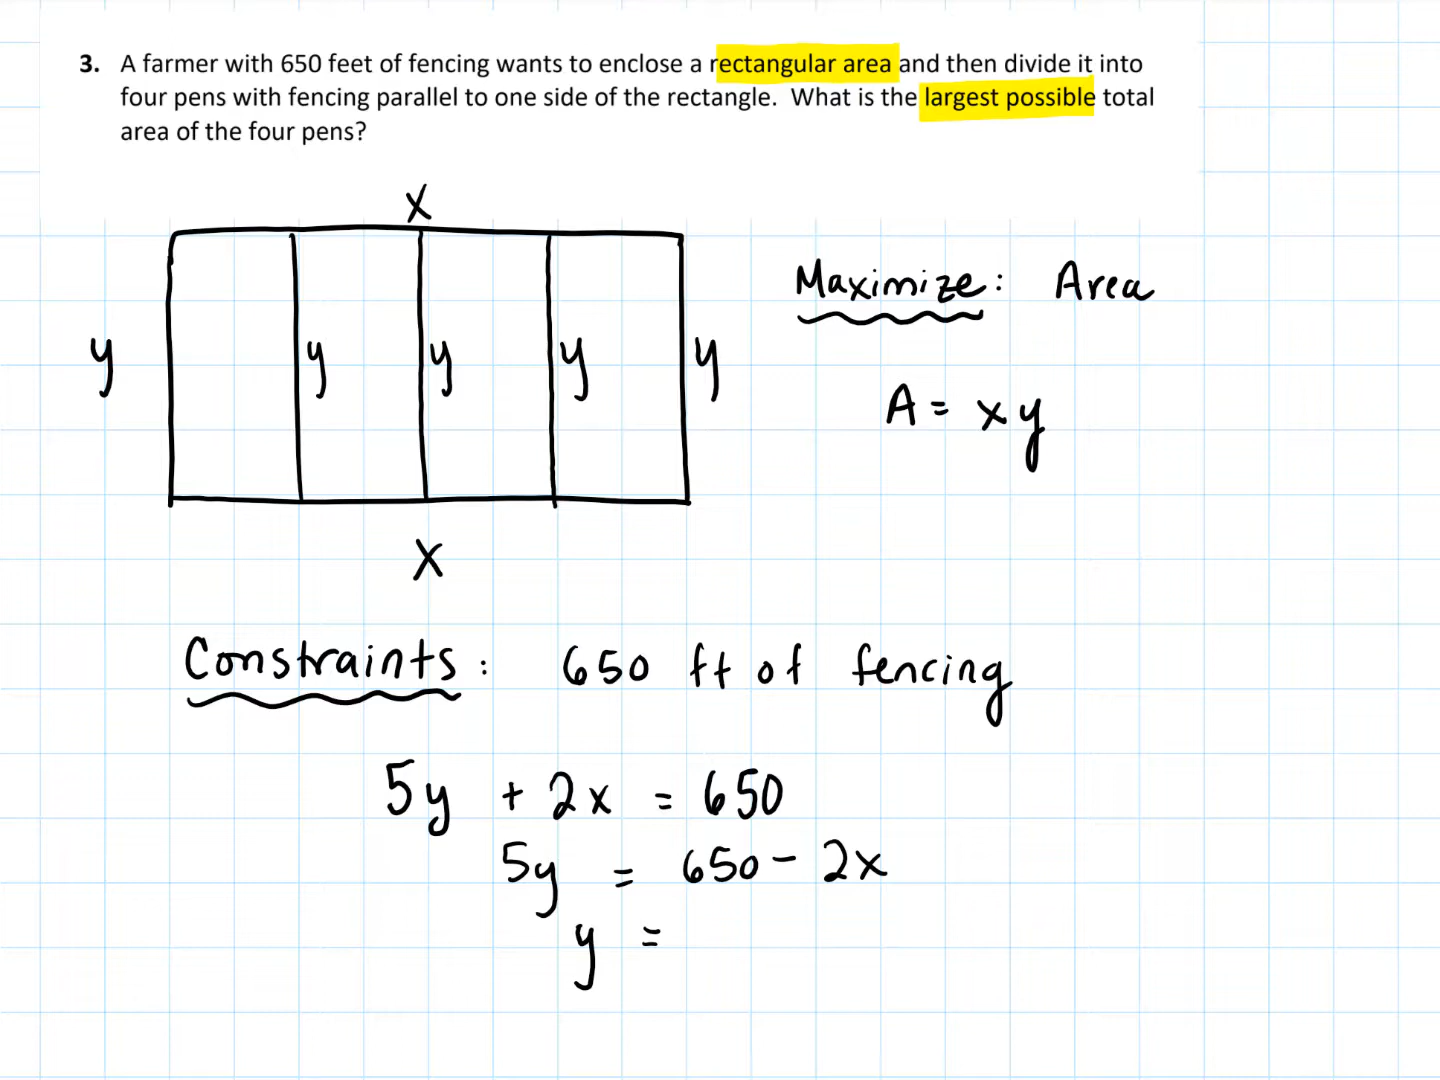 3. A farmer with 650 feet of fencing wants to enclose a rectangular area and then divide it into
four pens with fencing parallel to one side of the rectangle. What is the largest possible total
area of the four pens?
x
y y y y y
x
Maximize: Area
A = xy
Constraints: 650 ft of fencing
5y + 2x = 650
5y = 650 - 2x
y =